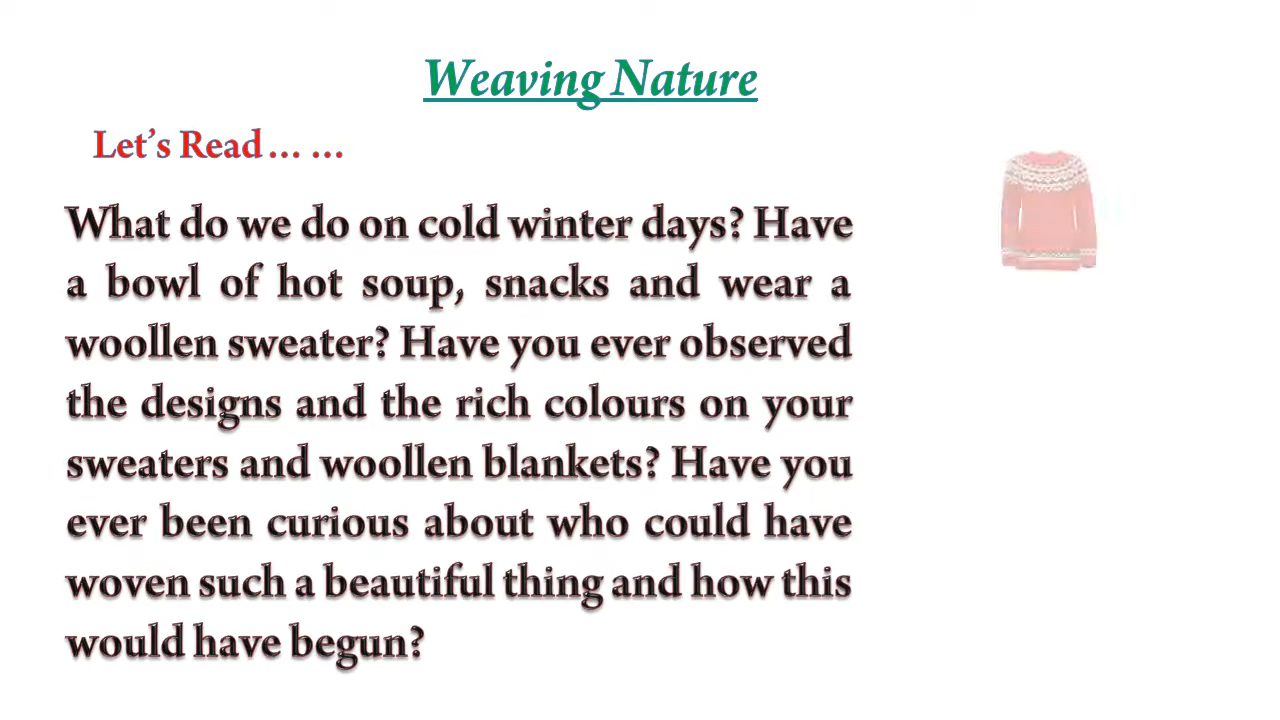 Weaving Nature
Let's Read... ...
What do we do on cold winter days? Have
a bowl of hot soup, snacks and wear a
woollen sweater? Have you ever observed
the designs and the rich colours on your
sweaters and woollen blankets? Have you
ever been curious about who could have
woven such a beautiful thing and how this
would have begun?